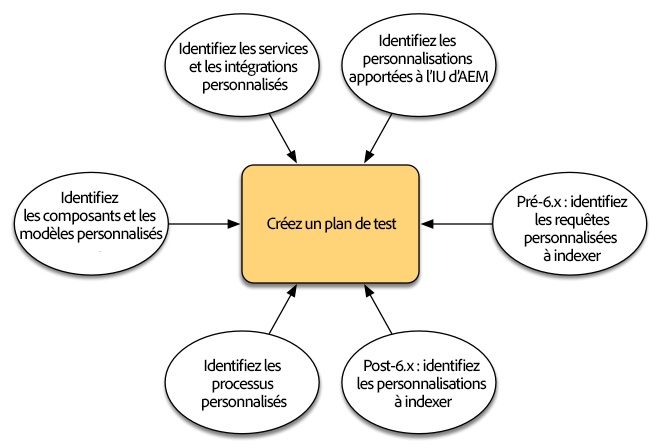 Identifiez les services
et les intégrations
personnalisés
Identifiez les
personnalisations
apportées à l'IU d'AEM
Identifiez
les composants et les
modèles personnalisés
Créez un plan de test
Pré-6.x : identifiez
les requêtes
personnalisées
à indexer
Identifiez les
processus
personnalisés
Post-6.x : identifiez
les personnalisations
à indexer